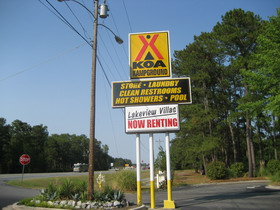 KOA
KAMPGROUND
STORE • LAUNDRY
CLEAN RESTROOMS
HOT SHOWERS • POOL
Lakeview Villas
NOW RENTING